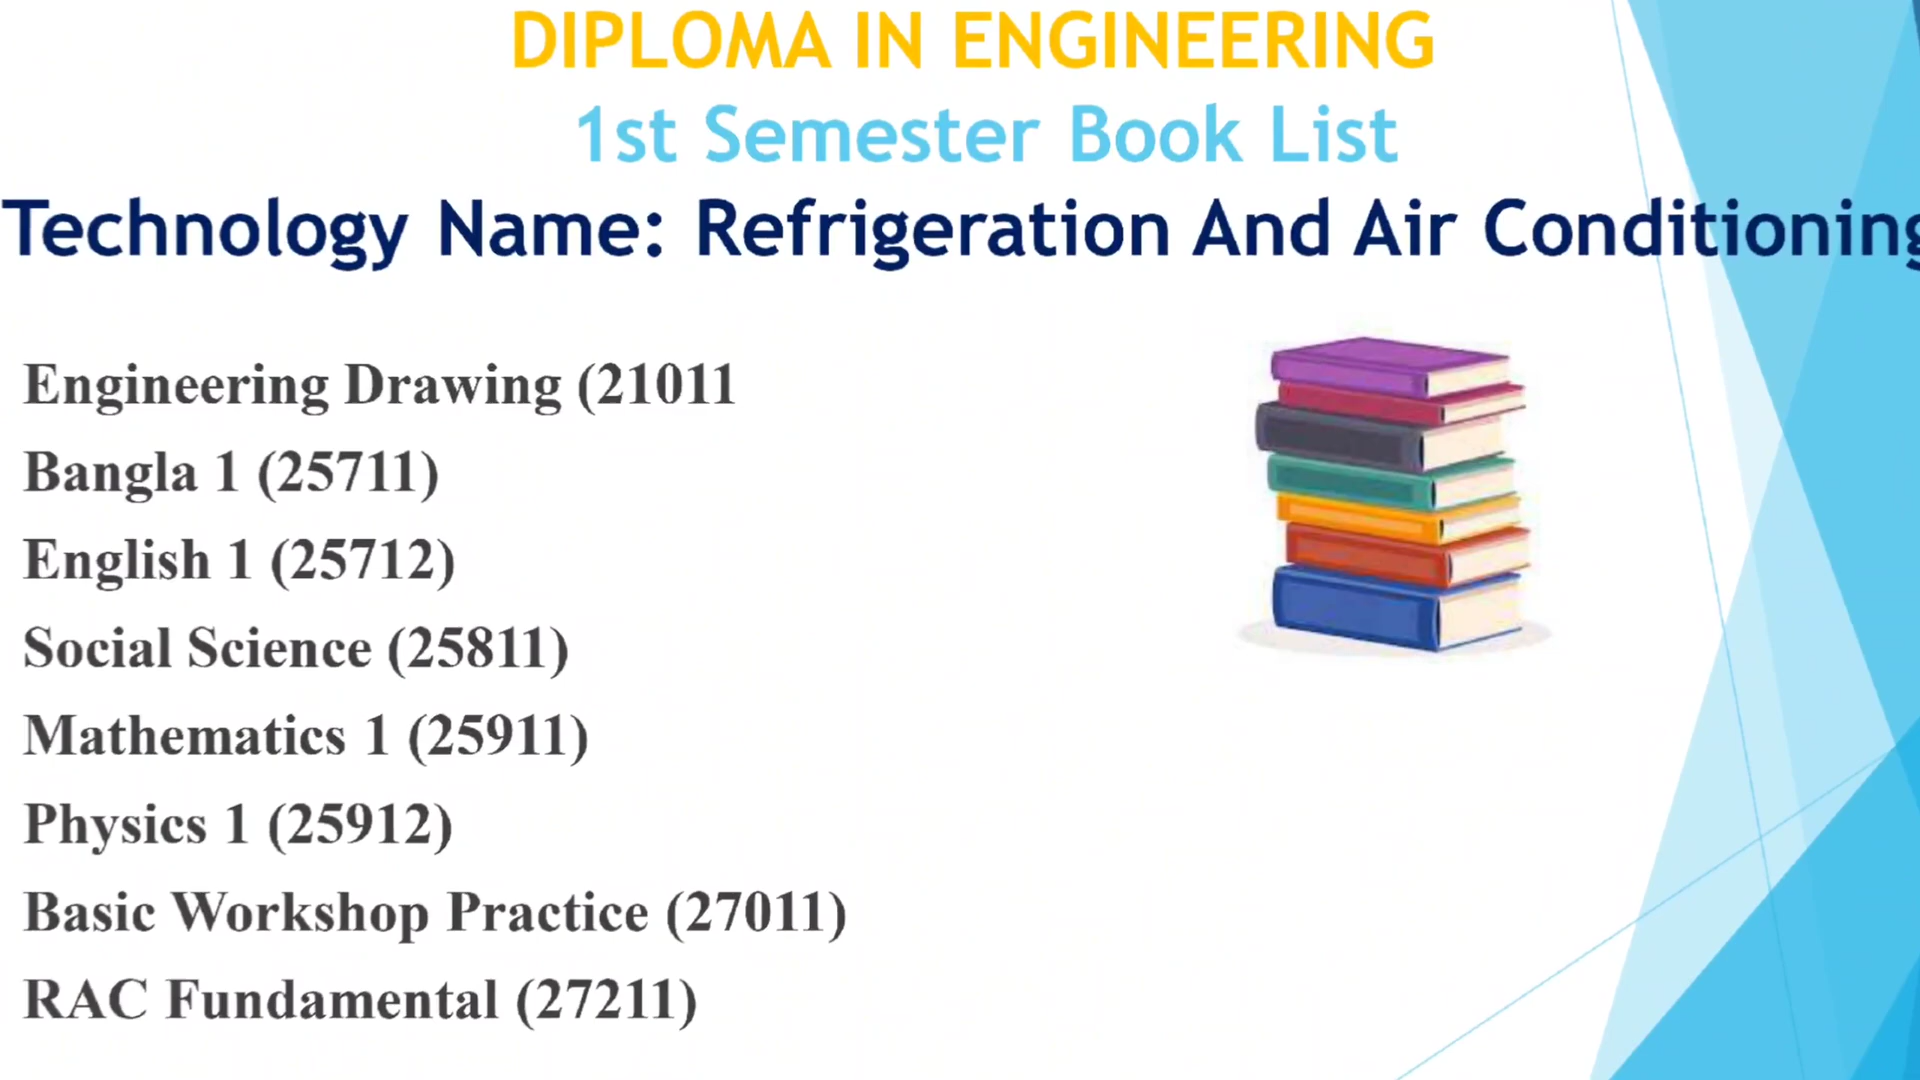 DIPLOMA IN ENGINEERING
1st Semester Book List
Technology Name: Refrigeration And Air Conditioning
Engineering Drawing (21011
Bangla 1 (25711)
English 1 (25712)
Social Science (25811)
Mathematics 1 (25911)
Physics 1 (25912)
Basic Workshop Practice (27011)
RAC Fundamental (27211)